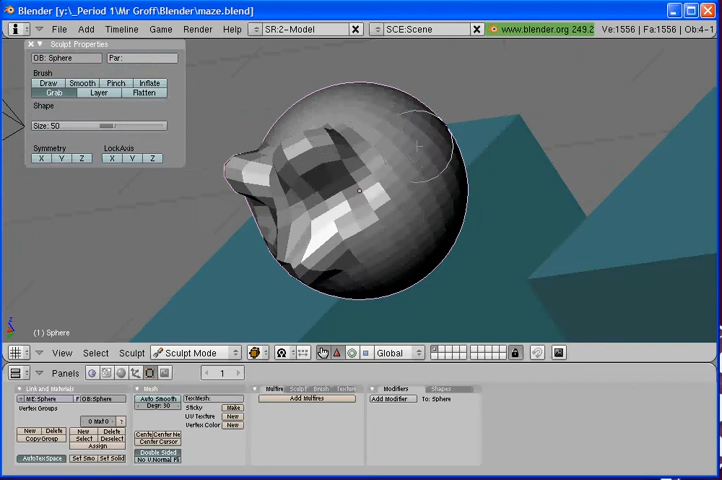 Blender [y:\_Period 1\Mr Groff\Blender\maze.blend]
File Add Timeline Game Render Help SR:2-Model SCE:Scene www.blender.org 249.2 Ve:1556 | Fa:1556 | Ob:4-1
Sculpt Properties
OB: Sphere Par:
Brush
Draw Smooth Pinch Inflate
Grab Layer Flatten
Shape
Size: 50
Symmetry LockAxis
X Y Z X Y Z
(1) Sphere
View Select Sculpt Sculpt Mode Global
Panels 1
Link and Materials
ME:Sphere F OB:Sphere
Vertex Groups
0 Mat 0 ?
New Delete New Delete
Copy Group Select Deselect
Assign
AutoTexSpace Set Smo Set Solid
Mesh
Auto Smooth
Degr: 30
TexMesh:
Sticky Make
UV Texture New
Vertex Color New
Cente Center Ne
Center Cursor
Double Sided
No V.Normal Fl
Multires Sculpt Brush Texture
Add Multires
Modifiers Shapes
Add Modifier To: Sphere